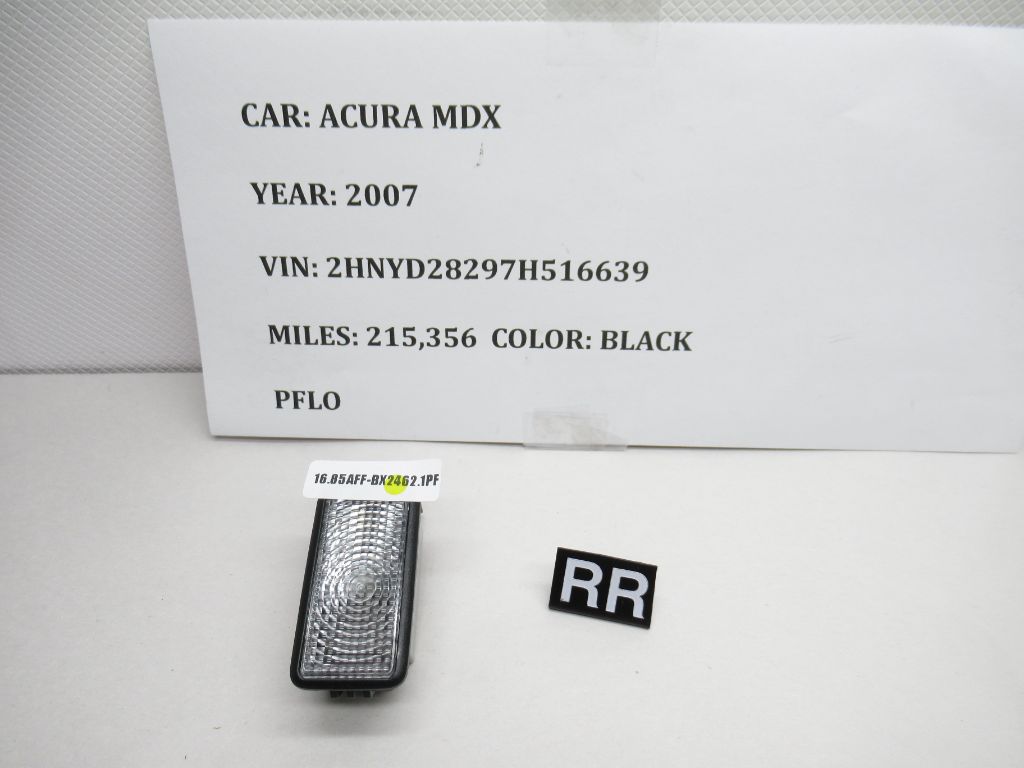 CAR: ACURA MDX
YEAR: 2007
VIN: 2HNYD28297H516639
MILES: 215,356 COLOR: BLACK
PFLO
16.85AFF-BX2462.1PF
RR